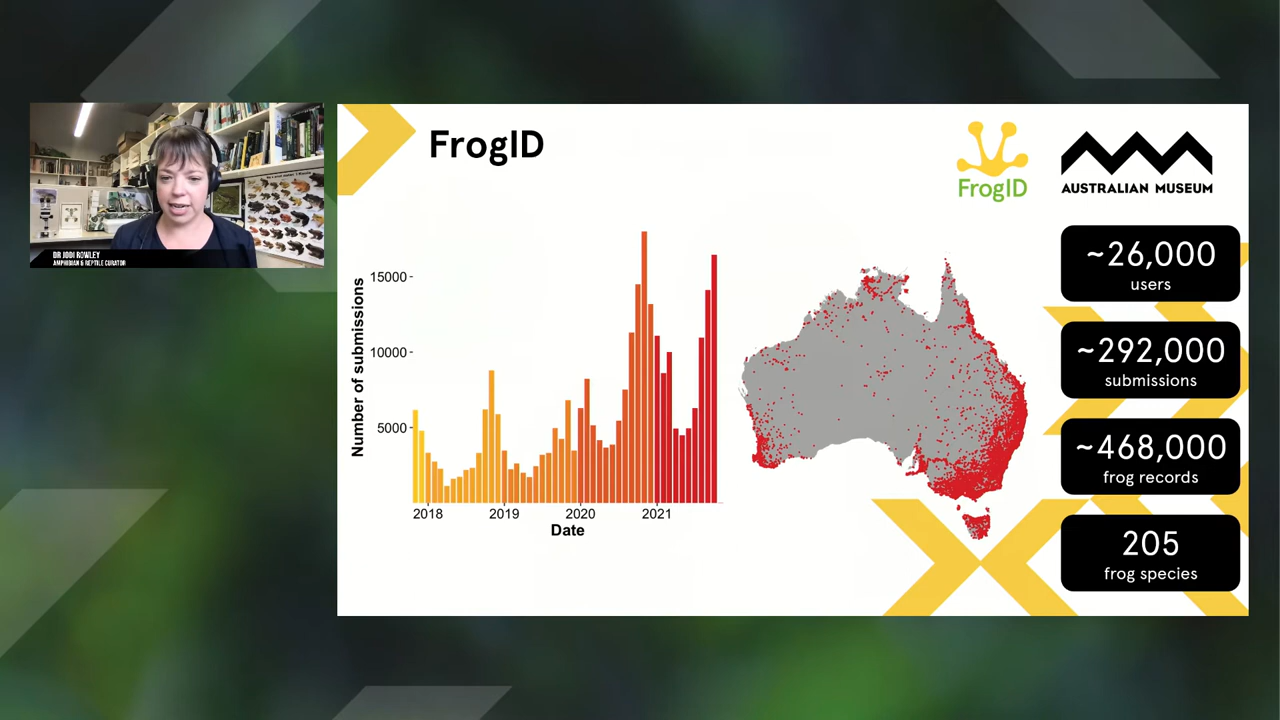 DR JODI ROWLEY
AMPHIBIAN & REPTILE CURATOR
FrogID
FrogID
AUSTRALIAN MUSEUM
Number of submissions
15000
10000
5000
2018
2019
2020
2021
Date
~26,000
users
~292,000
submissions
~468,000
frog records
205
frog species